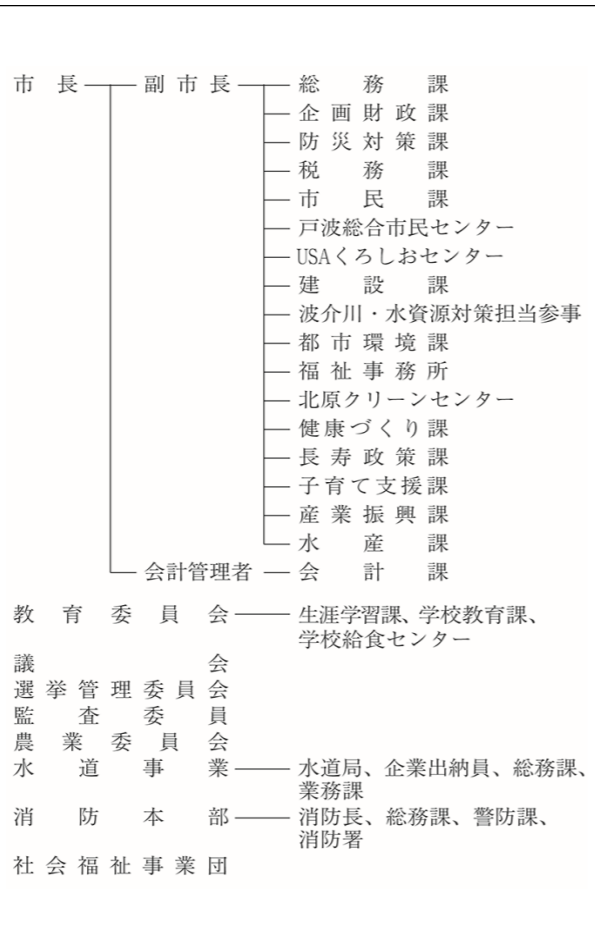 市長 副市長 総務課
企画財政課
防災対策課
税務課
市民課
戸波総合市民センター
USAくろしおセンター
建設課
波介川・水資源対策担当参事
都市環境課
福祉事務所
北原クリーンセンター
健康づくり課
長寿政策課
子育て支援課
産業振興課
水産課
会計管理者 会計課
教育委員会 生涯学習課、学校教育課、
学校給食センター
議会
選挙管理委員会
監査委員
農業委員会
水道事業 水道局、企業出納員、総務課、
業務課
消防本部 消防長、総務課、警防課、
消防署
社会福祉事業団